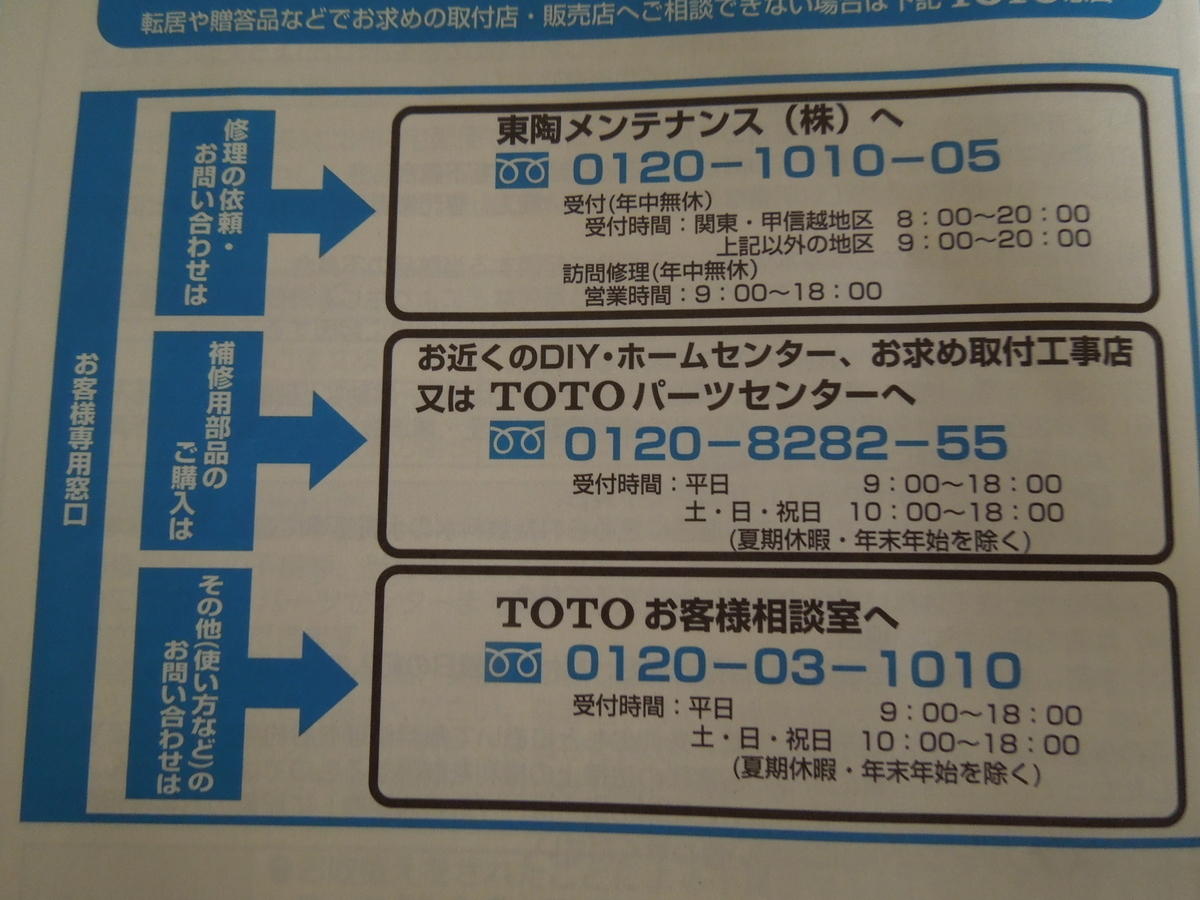 転居や贈答品などでお求めの取付店・販売店へご相談できない場合は下記TOTO
お客様専用窓口
修理の依頼・
お問い合わせは
東陶メンテナンス（株）へ
0120－1010－05
受付(年中無休)
受付時間：関東・甲信越地区 8：00～20：00
上記以外の地区 9：00～20：00
訪問修理(年中無休)
営業時間：9：00～18：00
補修用部品の
ご購入は
お近くのDIY・ホームセンター、お求め取付工事店
又は TOTOパーツセンターへ
0120－8282－55
受付時間：平日 9：00～18：00
土・日・祝日 10：00～18：00
(夏期休暇・年末年始を除く)
その他(使い方など)の
お問い合わせは
TOTOお客様相談室へ
0120－03－1010
受付時間：平日 9：00～18：00
土・日・祝日 10：00～18：00
(夏期休暇・年末年始を除く)